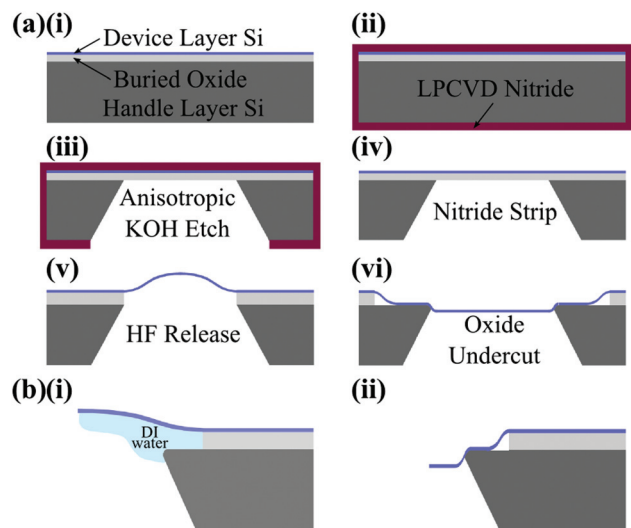 (a)(i)
Device Layer Si
Buried Oxide
Handle Layer Si
(ii)
LPCVD Nitride
(iii)
Anisotropic
KOH Etch
(iv)
Nitride Strip
(v)
HF Release
(vi)
Oxide
Undercut
(b)(i)
DI
water
(ii)